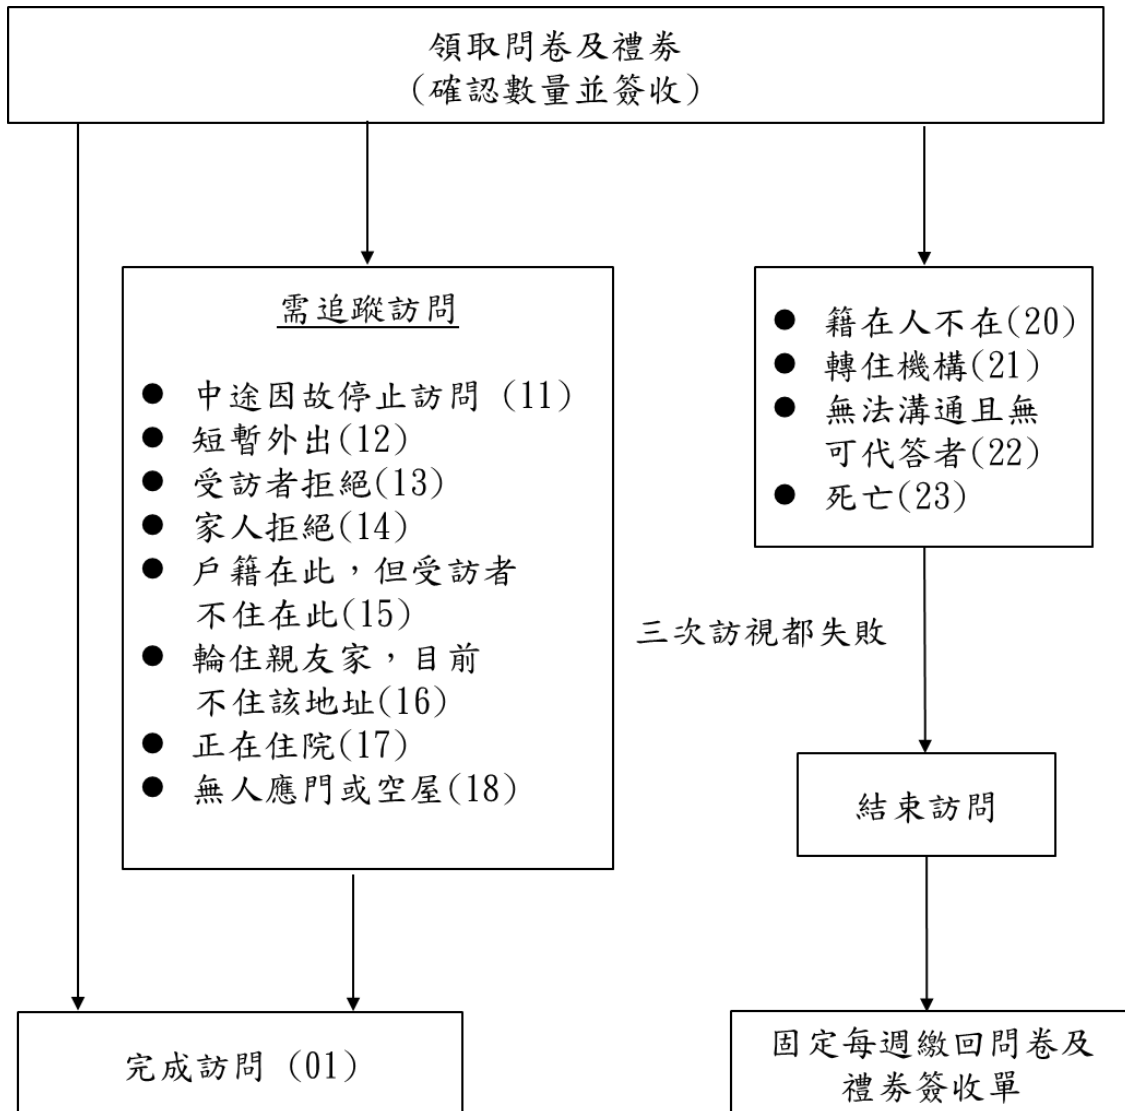 領取問卷及禮券
(確認數量並簽收)
需追蹤訪問
● 中途因故停止訪問 (11)
● 短暫外出(12)
● 受訪者拒絕(13)
● 家人拒絕(14)
● 戶籍在此，但受訪者
不住在此(15)
● 輪住親友家，目前
不住該地址(16)
● 正在住院(17)
● 無人應門或空屋(18)
● 籍在人不在(20)
● 轉住機構(21)
● 無法溝通且無
可代答者(22)
● 死亡(23)
三次訪視都失敗
結束訪問
完成訪問 (01)
固定每週繳回問卷及
禮券簽收單